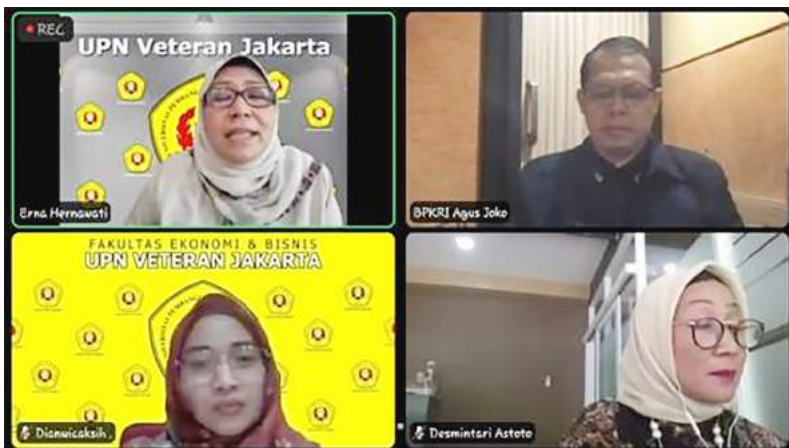 REC
UPN Veteran Jakarta
Erna Hernawati
BPKRI Agus Joko
FAKULTAS EKONOMI & BISNIS
UPN VETERAN JAKARTA
Dianwicaksih
Desmintari Astoto